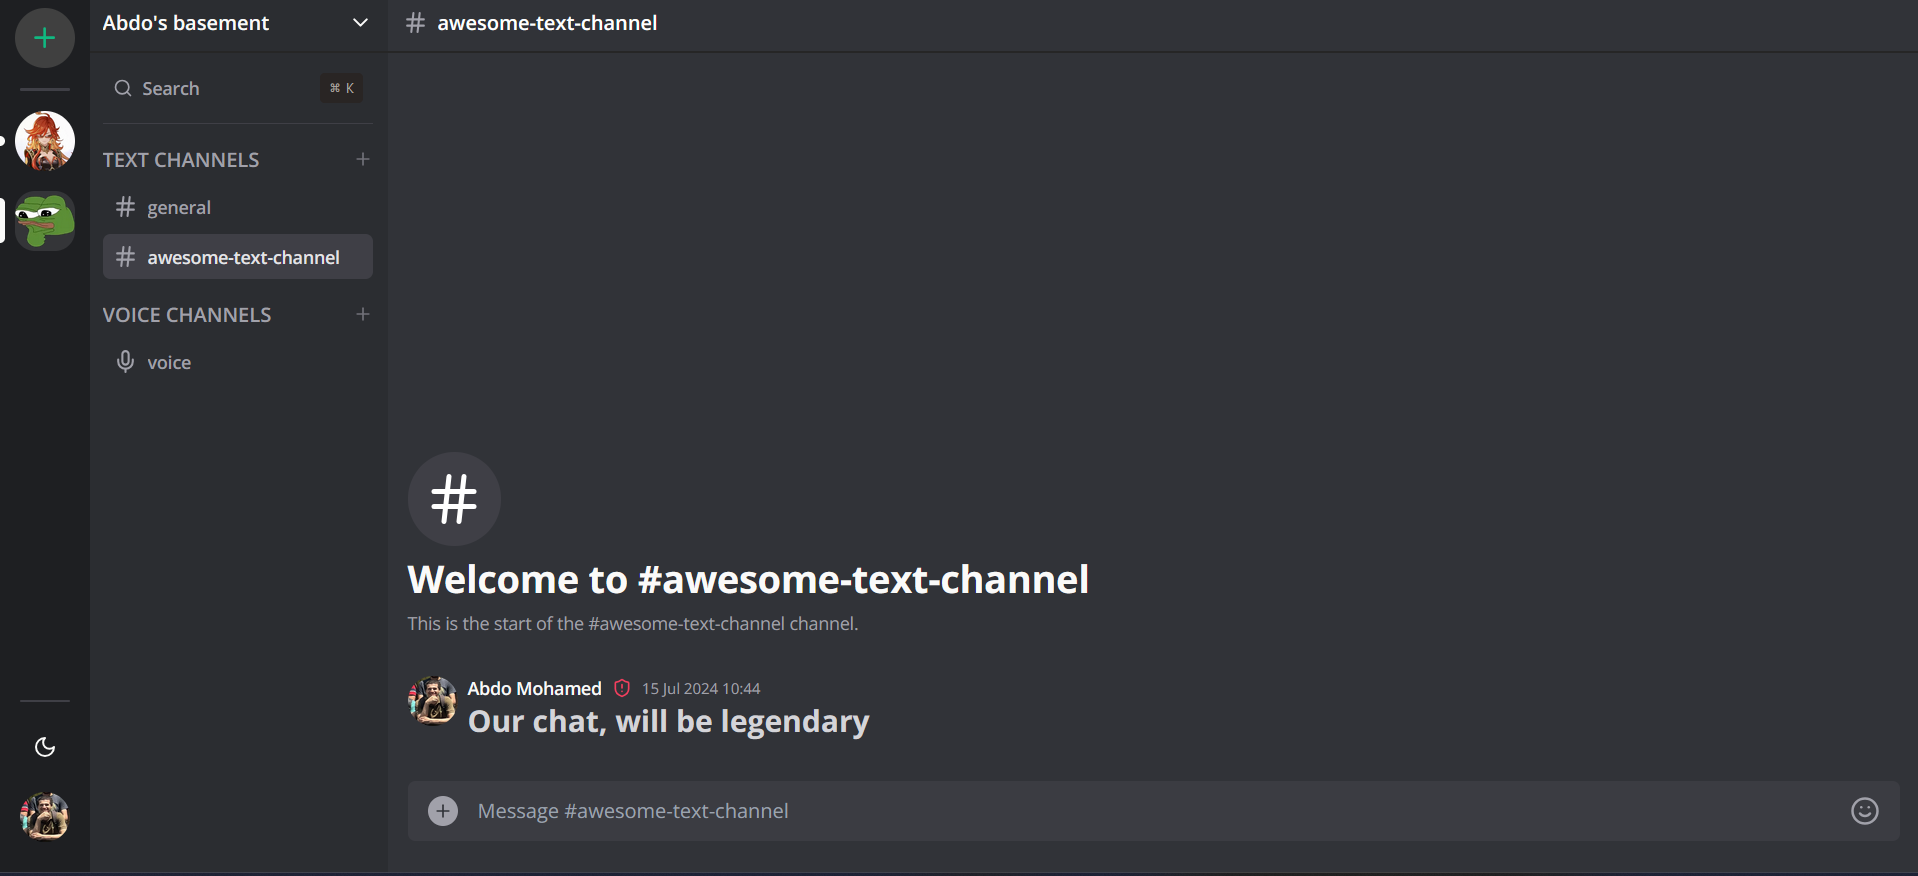 Abdo's basement
# awesome-text-channel
Search
⌘ K
TEXT CHANNELS
# general
# awesome-text-channel
VOICE CHANNELS
voice
#
Welcome to #awesome-text-channel
This is the start of the #awesome-text-channel channel.
Abdo Mohamed 15 Jul 2024 10:44
Our chat, will be legendary
Message #awesome-text-channel